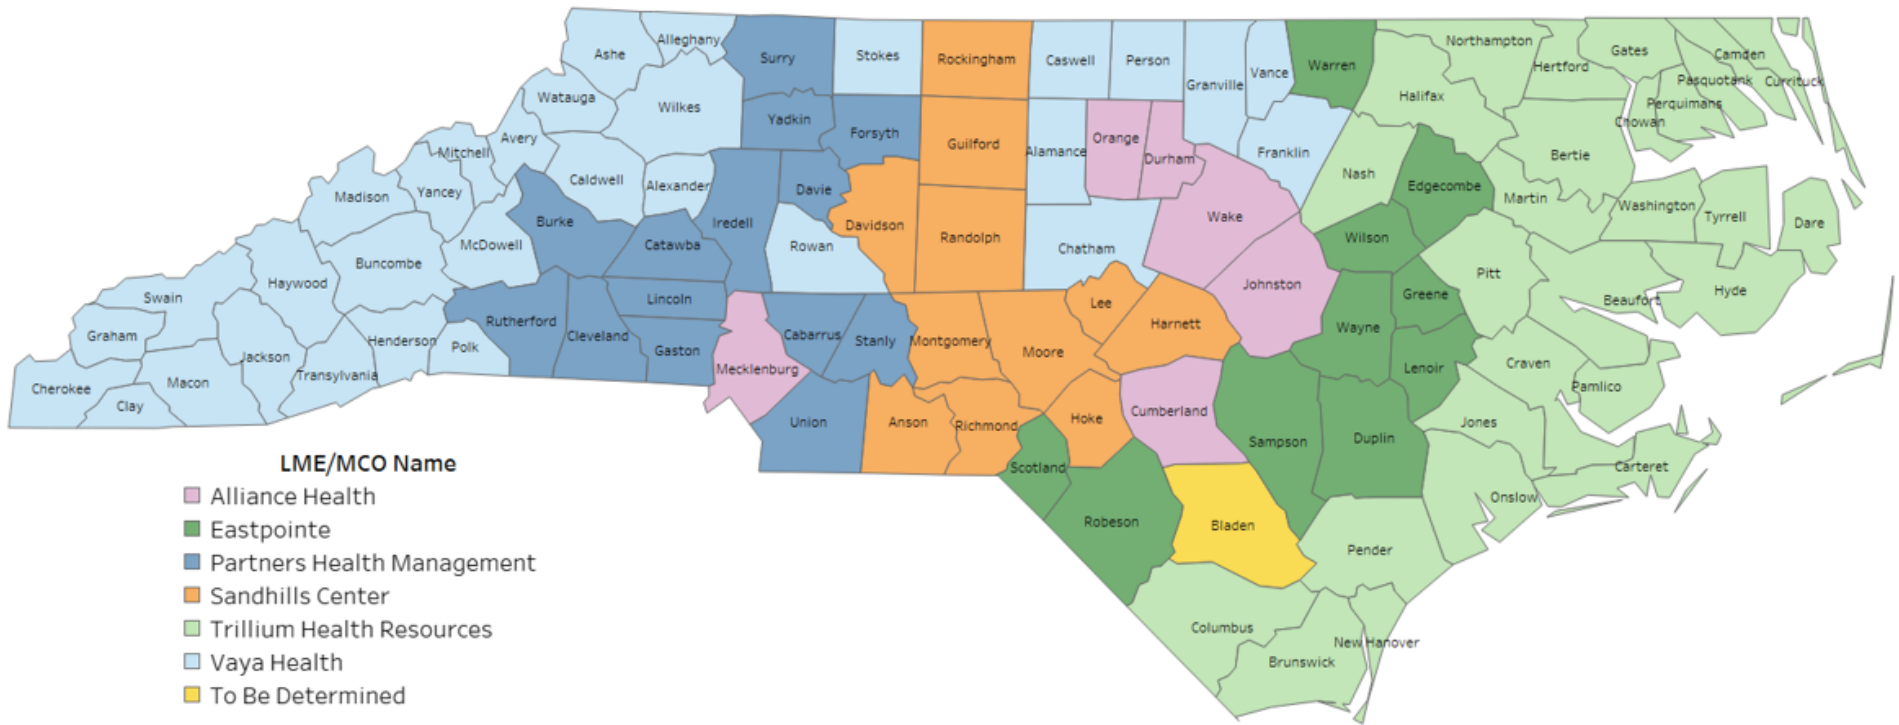 Ashe
Alleghany
Surry
Stokes
Rockingham
Caswell
Person
Granville
Vance
Warren
Northampton
Hertford
Gates
Camden
Pasquotank
Currituck
Perquimans
Chowan
Halifax
Watauga
Wilkes
Yadkin
Forsyth
Guilford
Alamance
Orange
Durham
Franklin
Nash
Edgecombe
Bertie
Martin
Washington
Tyrrell
Dare
Avery
Mitchell
Yancey
Madison
Caldwell
Alexander
Iredell
Davie
Davidson
Randolph
Chatham
Wake
Wilson
Pitt
Beaufort
Hyde
Burke
McDowell
Catawba
Rowan
Buncombe
Haywood
Swain
Graham
Lincoln
Rutherford
Cleveland
Gaston
Cabarrus
Stanly
Montgomery
Moore
Lee
Harnett
Johnston
Greene
Wayne
Lenoir
Craven
Pamlico
Henderson
Polk
Jackson
Transylvania
Macon
Cherokee
Clay
Mecklenburg
Union
Anson
Richmond
Hoke
Cumberland
Sampson
Duplin
Jones
Carteret
Onslow
Scotland
Robeson
Bladen
Pender
Columbus
Brunswick
New Hanover
LME/MCO Name
Alliance Health
Eastpointe
Partners Health Management
Sandhills Center
Trillium Health Resources
Vaya Health
To Be Determined